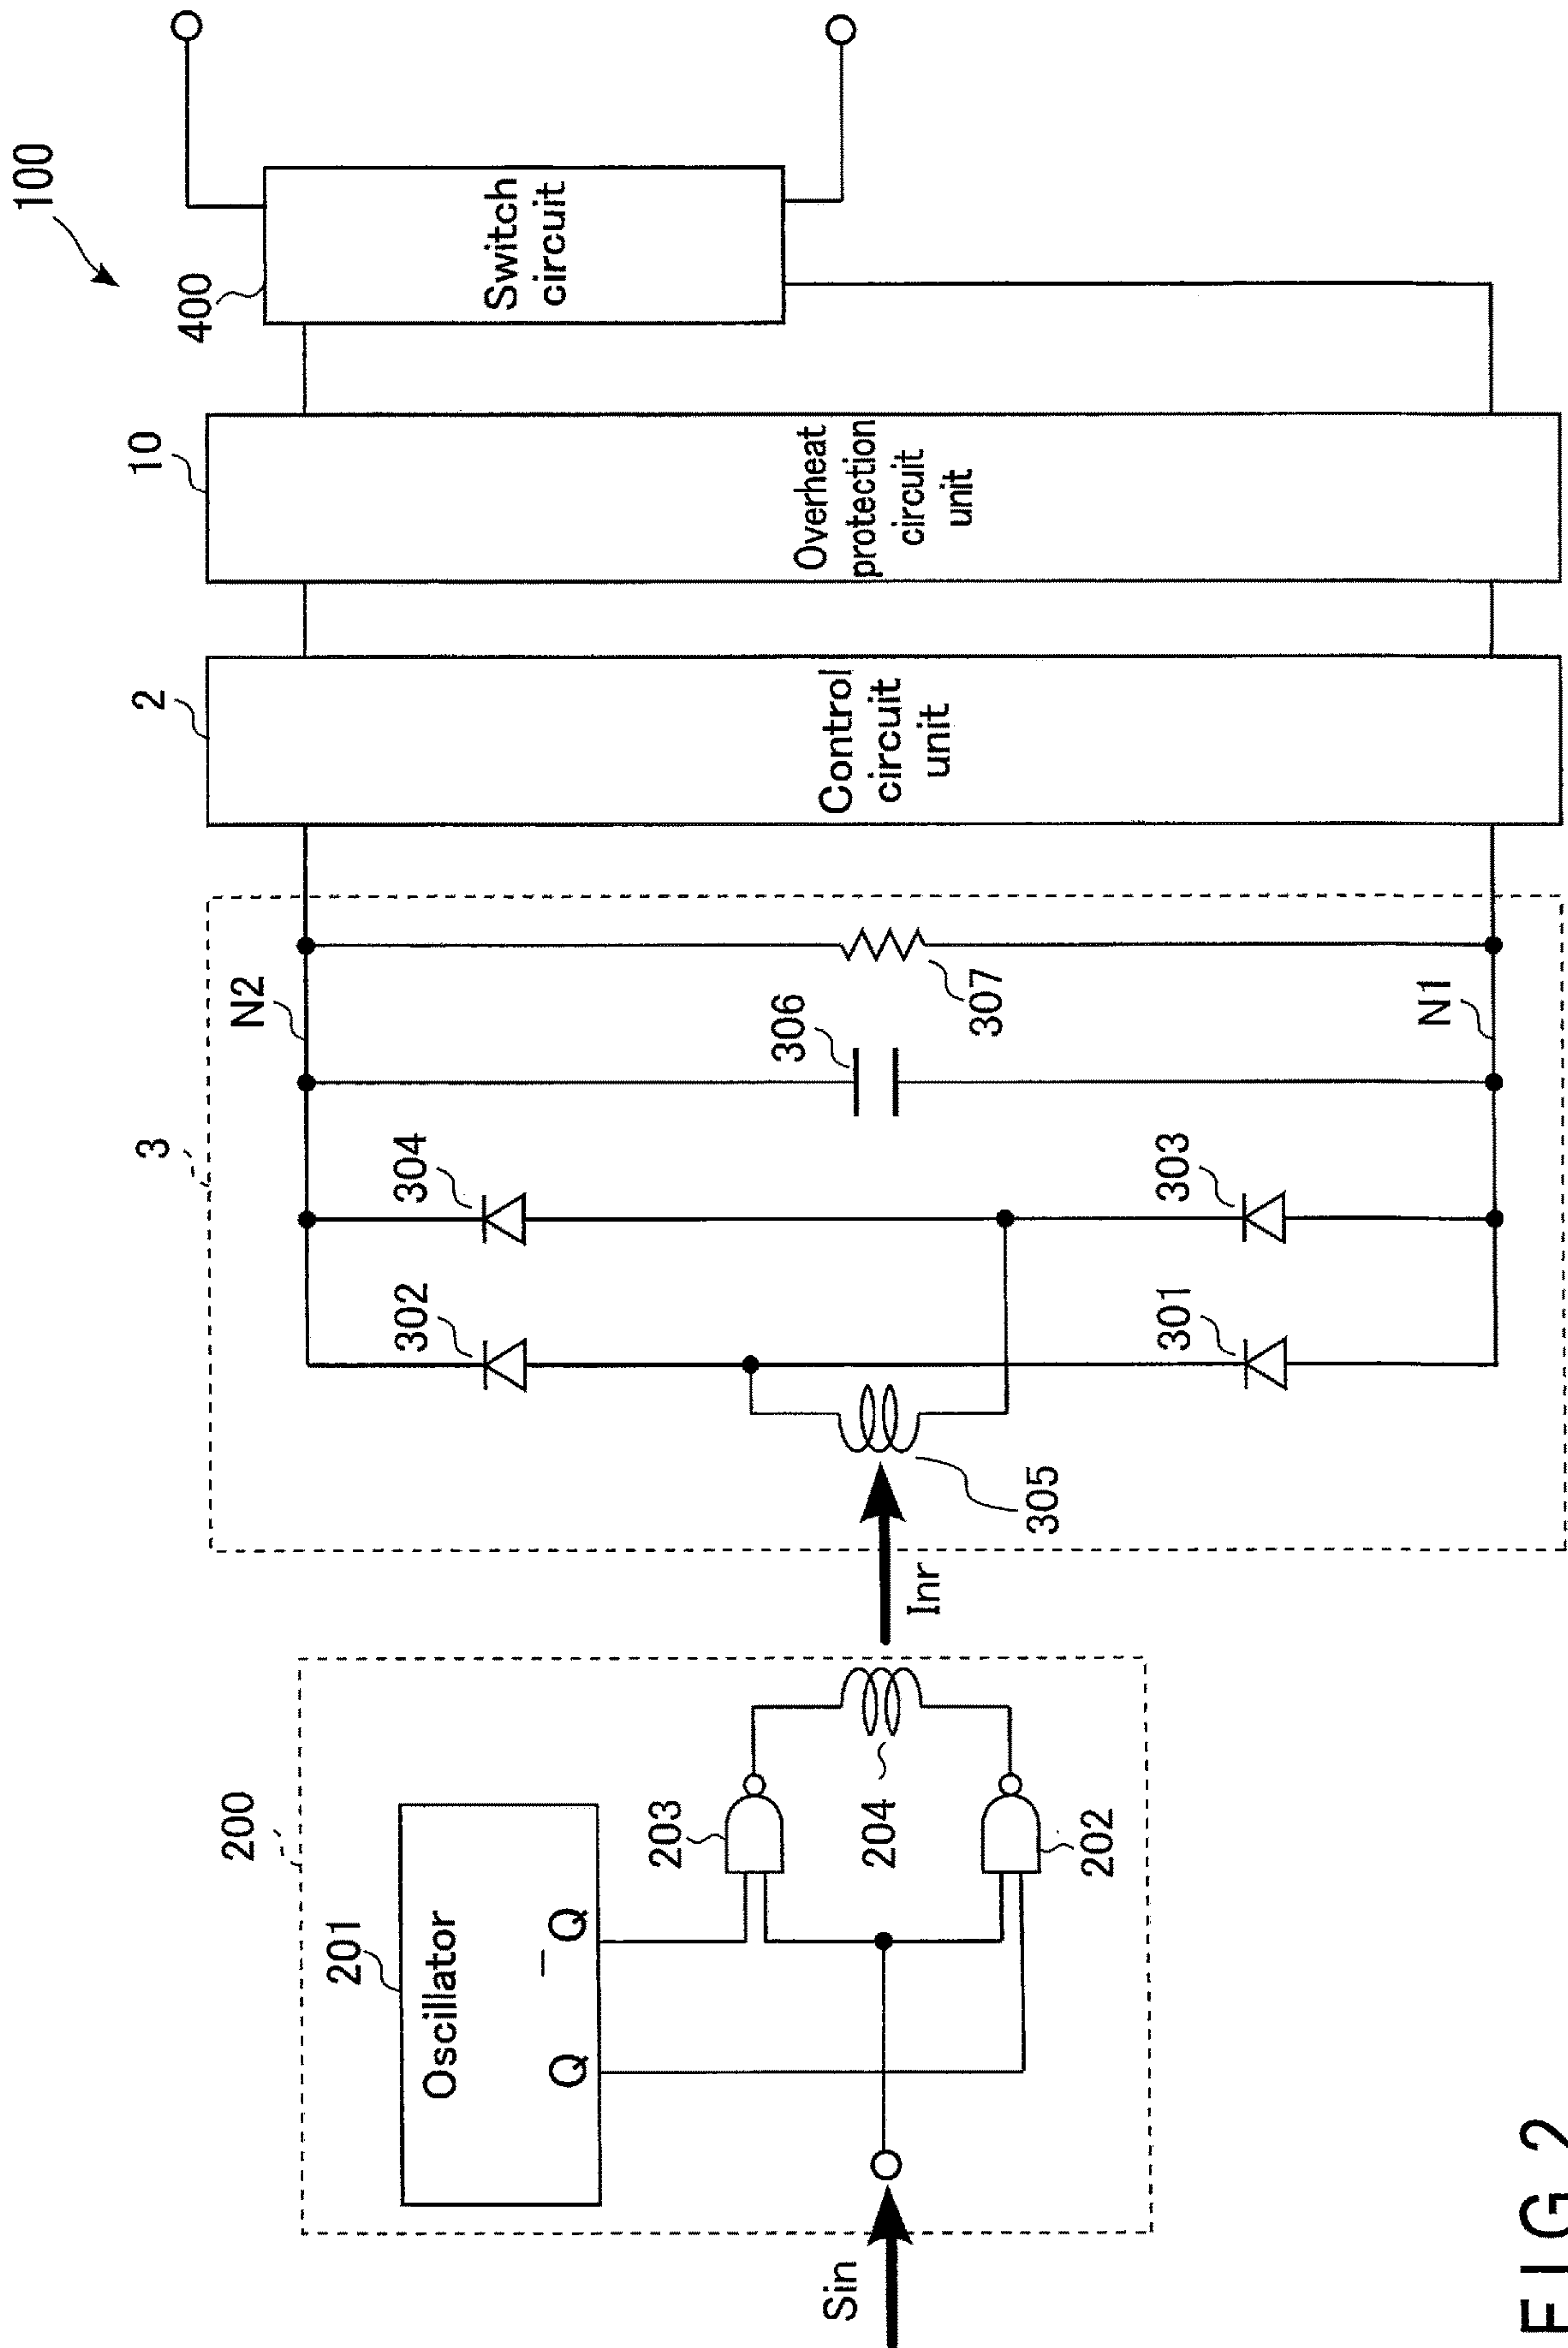 100
200
201
Oscillator
Q
Q̅
203
204
202
Sin
Inr
3
302
304
N2
306
307
305
301
303
N1
2
Control
circuit
unit
10
Overheat
protection
circuit
unit
400
Switch
circuit
FIG 2